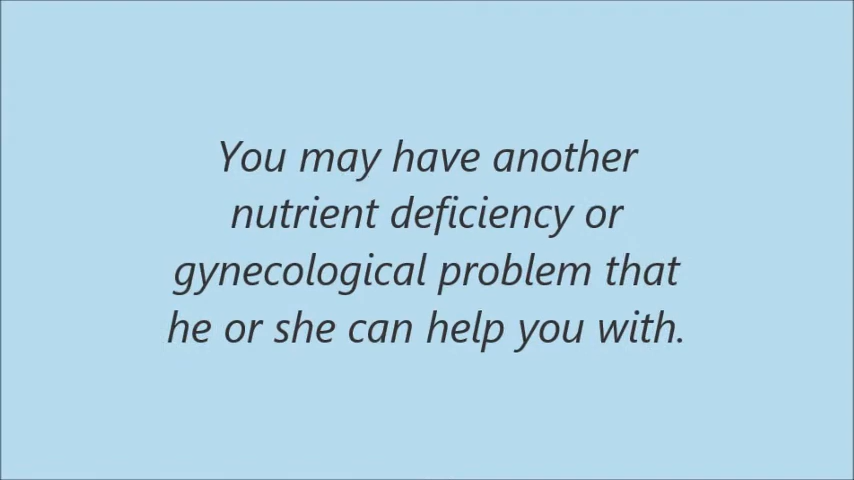 You may have another
nutrient deficiency or
gynecological problem that
he or she can help you with.